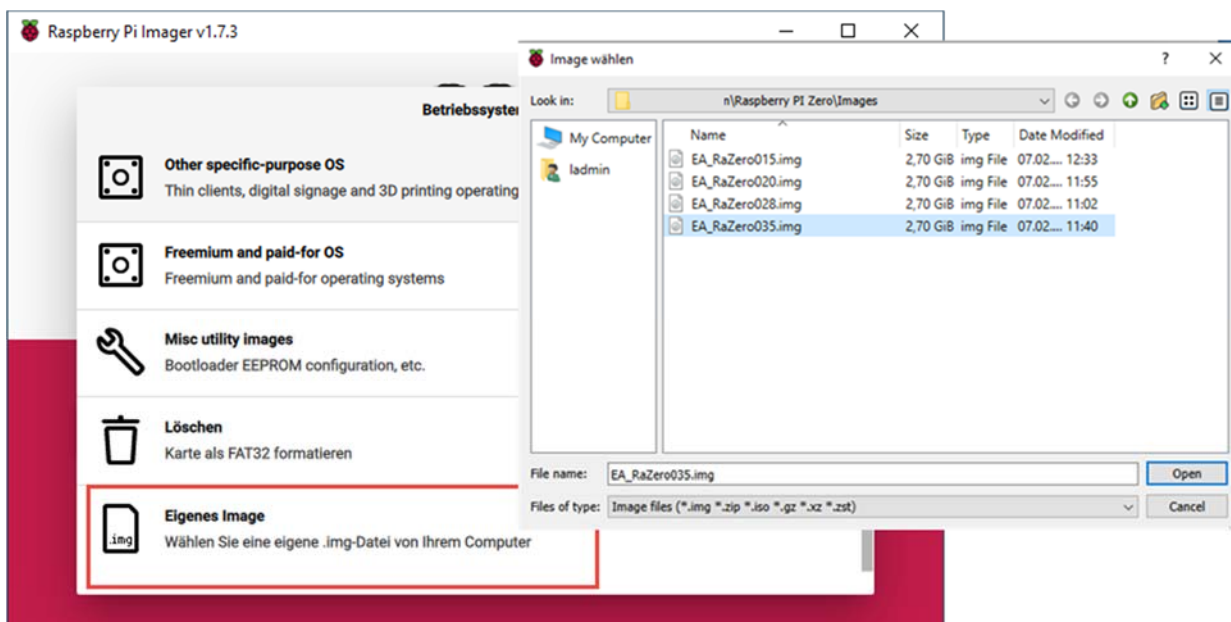 Raspberry Pi Imager v1.7.3
Betriebssyste
Other specific-purpose OS
Thin clients, digital signage and 3D printing operating
Freemium and paid-for OS
Freemium and paid-for operating systems
Misc utility images
Bootloader EEPROM configuration, etc.
Löschen
Karte als FAT32 formatieren
Eigenes Image
.img
Wählen Sie eine eigene .img-Datei von Ihrem Computer
Image wählen
Look in: n\Raspberry PI Zero\Images
My Computer
ladmin
Name Size Type Date Modified
EA_RaZero015.img 2,70 GiB img File 07.02.... 12:33
EA_RaZero020.img 2,70 GiB img File 07.02.... 11:55
EA_RaZero028.img 2,70 GiB img File 07.02.... 11:02
EA_RaZero035.img 2,70 GiB img File 07.02.... 11:40
File name: EA_RaZero035.img Open
Files of type: Image files (*.img *.zip *.iso *.gz *.xz *.zst) Cancel